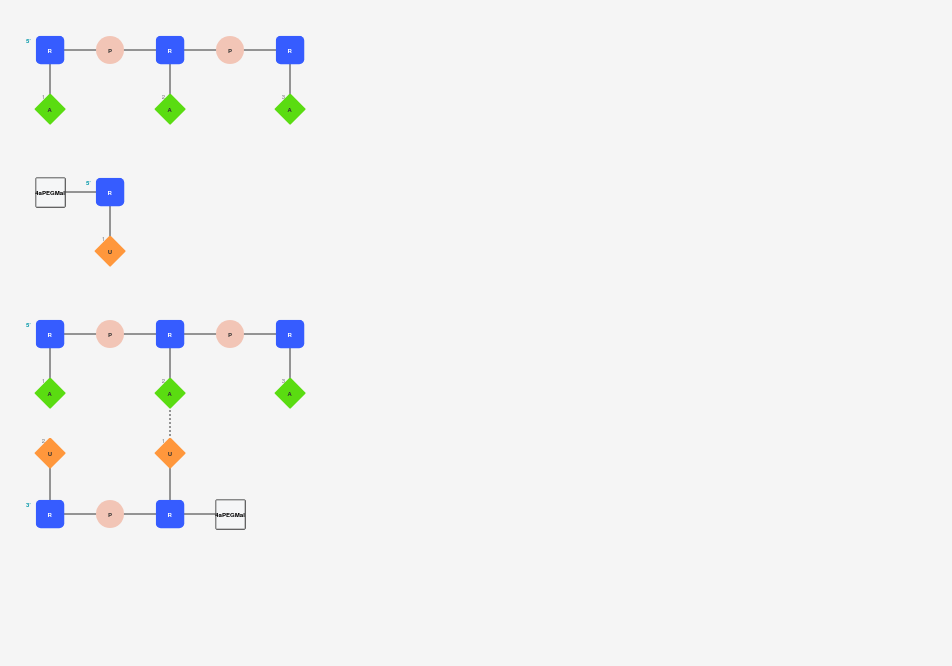 5' R P R P R
1 2 3
A A A
5'
4aPEGMal R
1
U
5' R P R P R
1 2 3
A A A
2 1
U U
3'
R P R 4aPEGMal